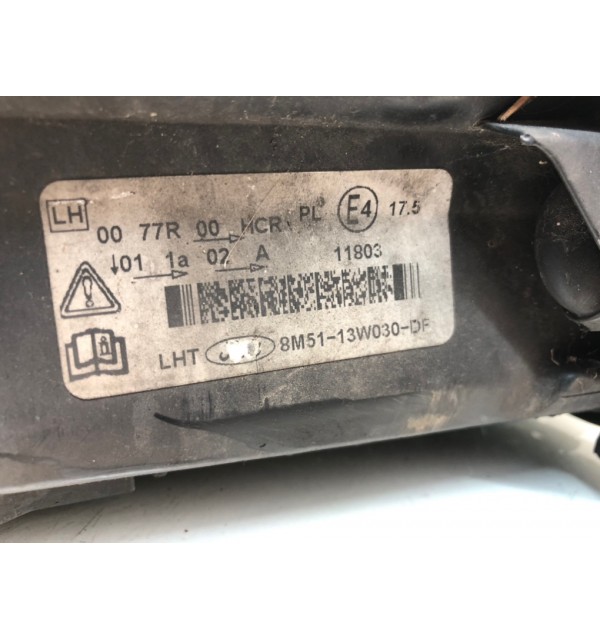 LH
00 77R 00 HCR PL E4 17.5
↓01 1a 02 A 11803
LHT 8M51-13W030-DF